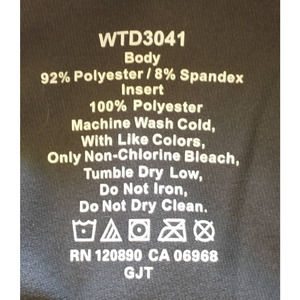 WTD3041
Body
92% Polyester / 8% Spandex
Insert
100% Polyester
Machine Wash Cold,
With Like Colors,
Only Non-Chlorine Bleach,
Tumble Dry Low,
Do Not Iron,
Do Not Dry Clean.
RN 120890 CA 06968
GJT